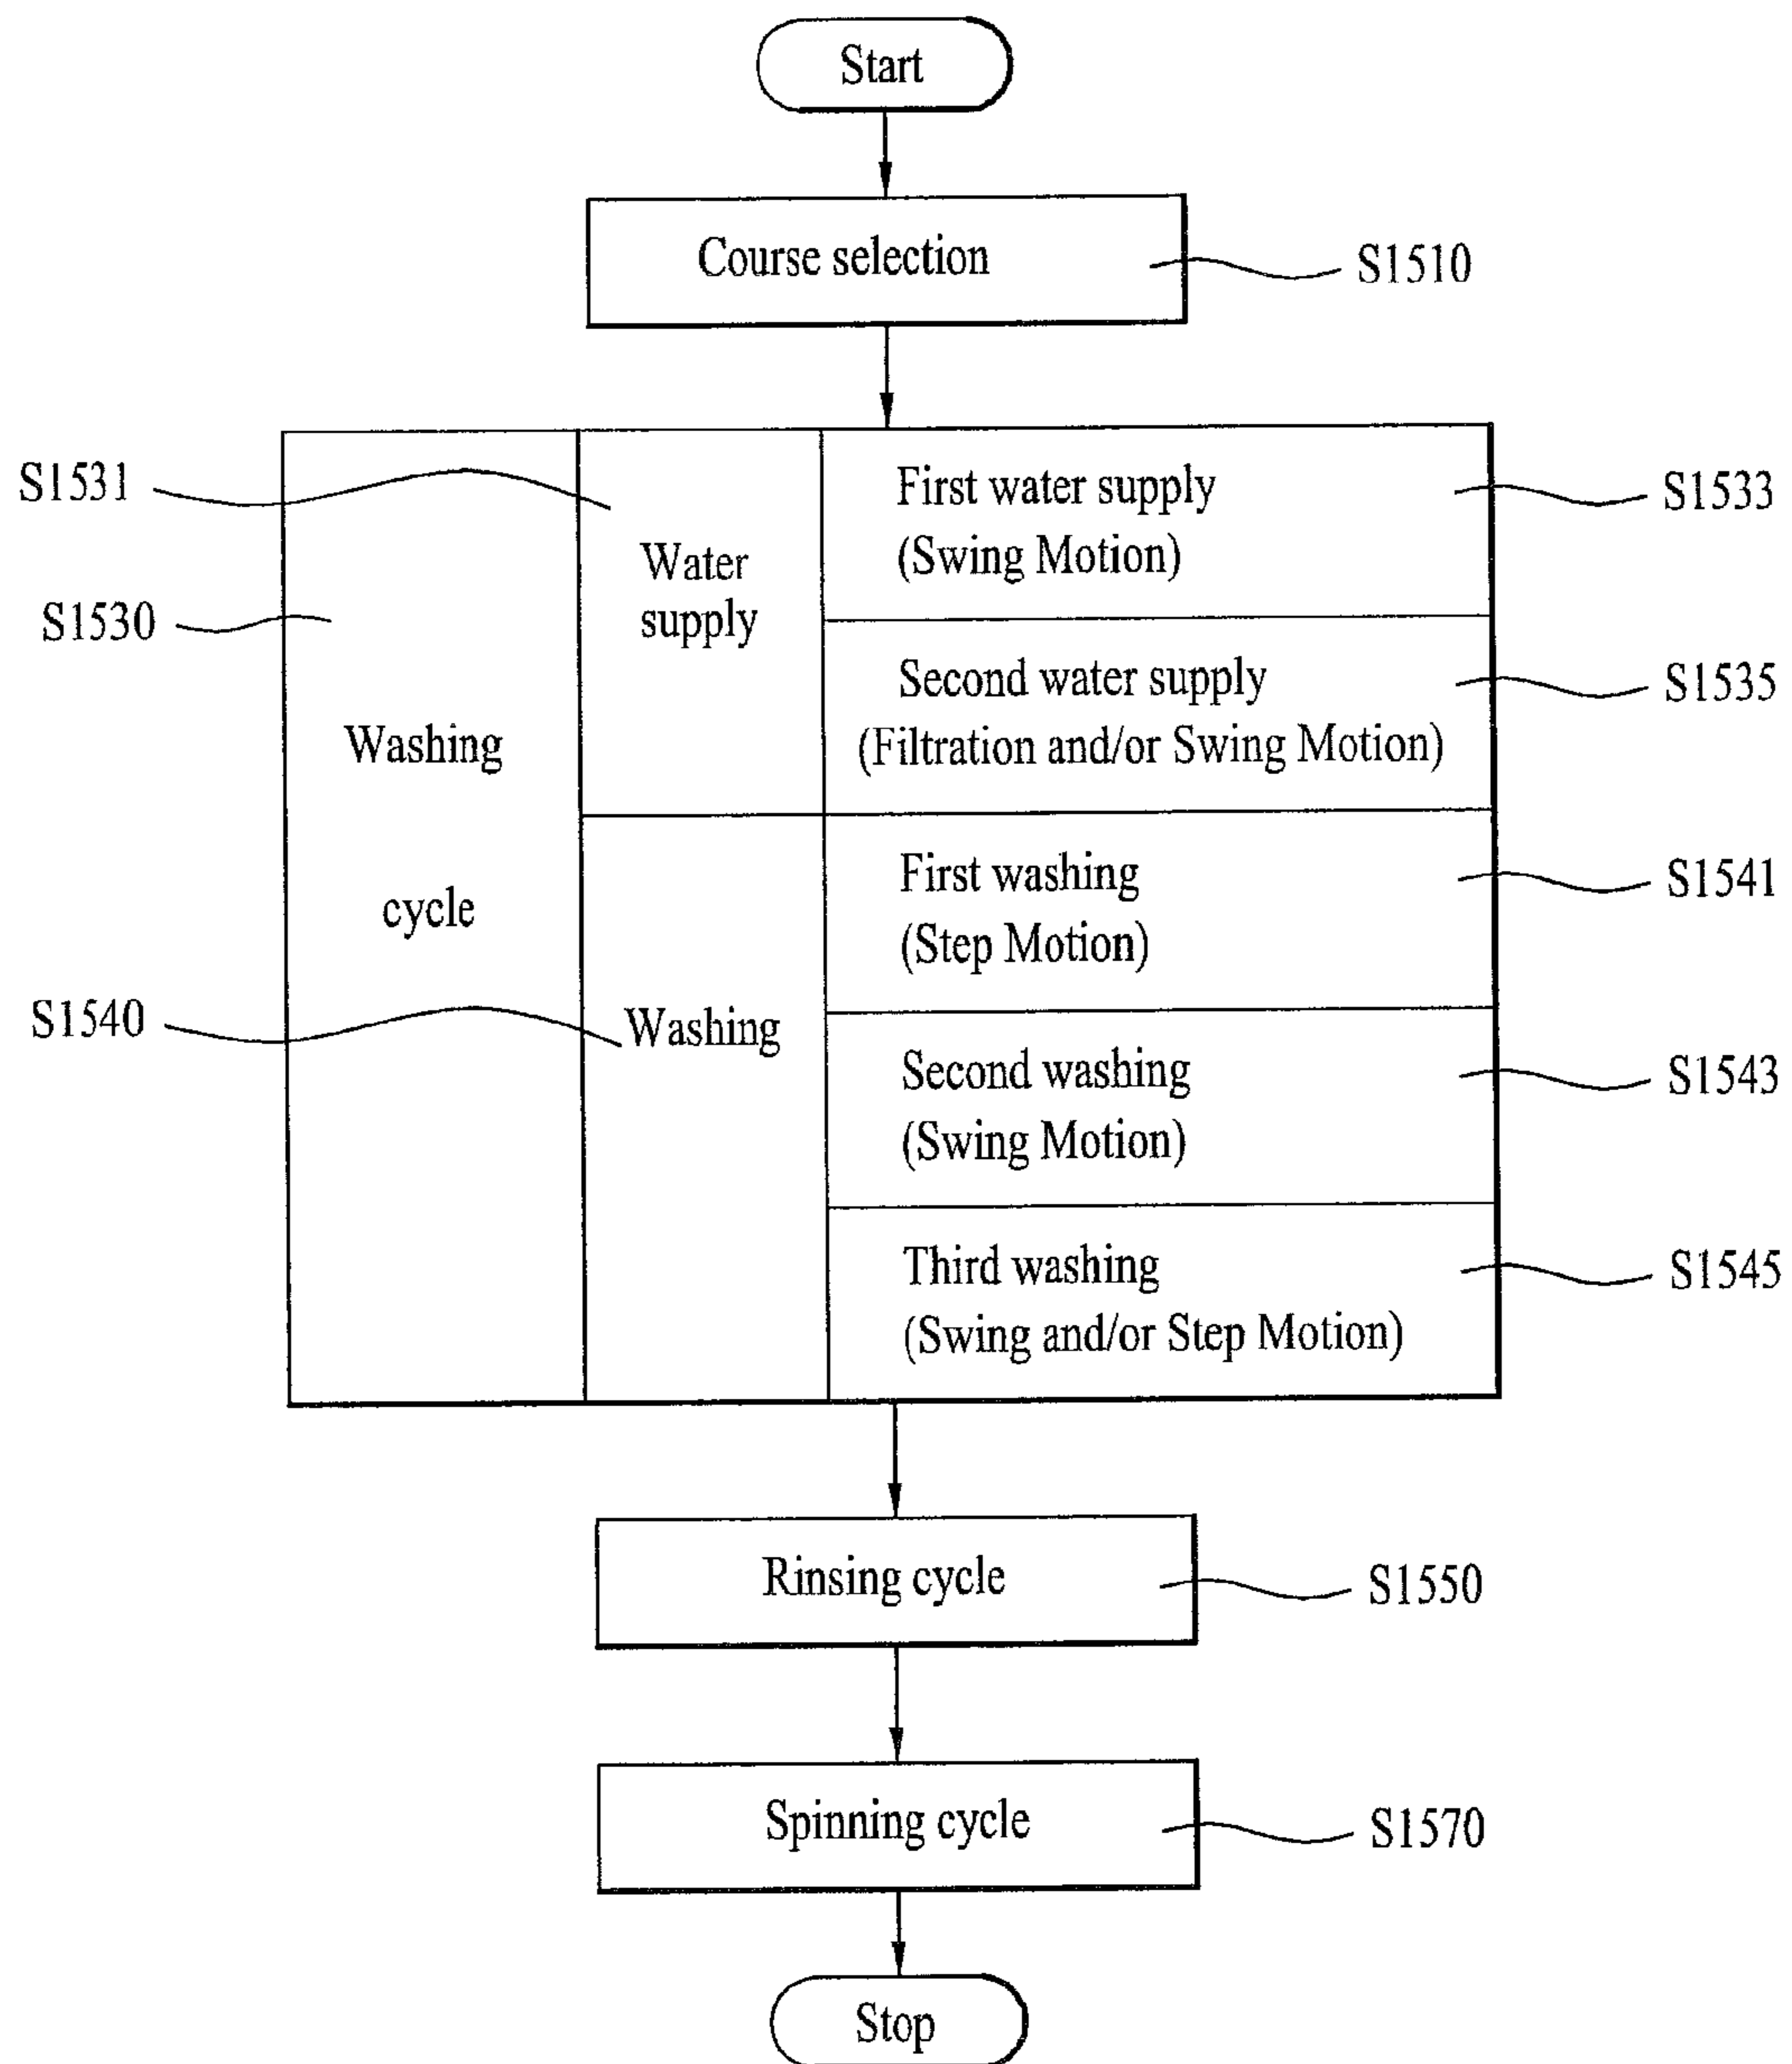 Start
Course selection
S1510
S1531
S1530
Washing
cycle
S1540
Water
supply
Washing
First water supply
(Swing Motion)
S1533
Second water supply
(Filtration and/or Swing Motion)
S1535
First washing
(Step Motion)
S1541
Second washing
(Swing Motion)
S1543
Third washing
(Swing and/or Step Motion)
S1545
Rinsing cycle
S1550
Spinning cycle
S1570
Stop